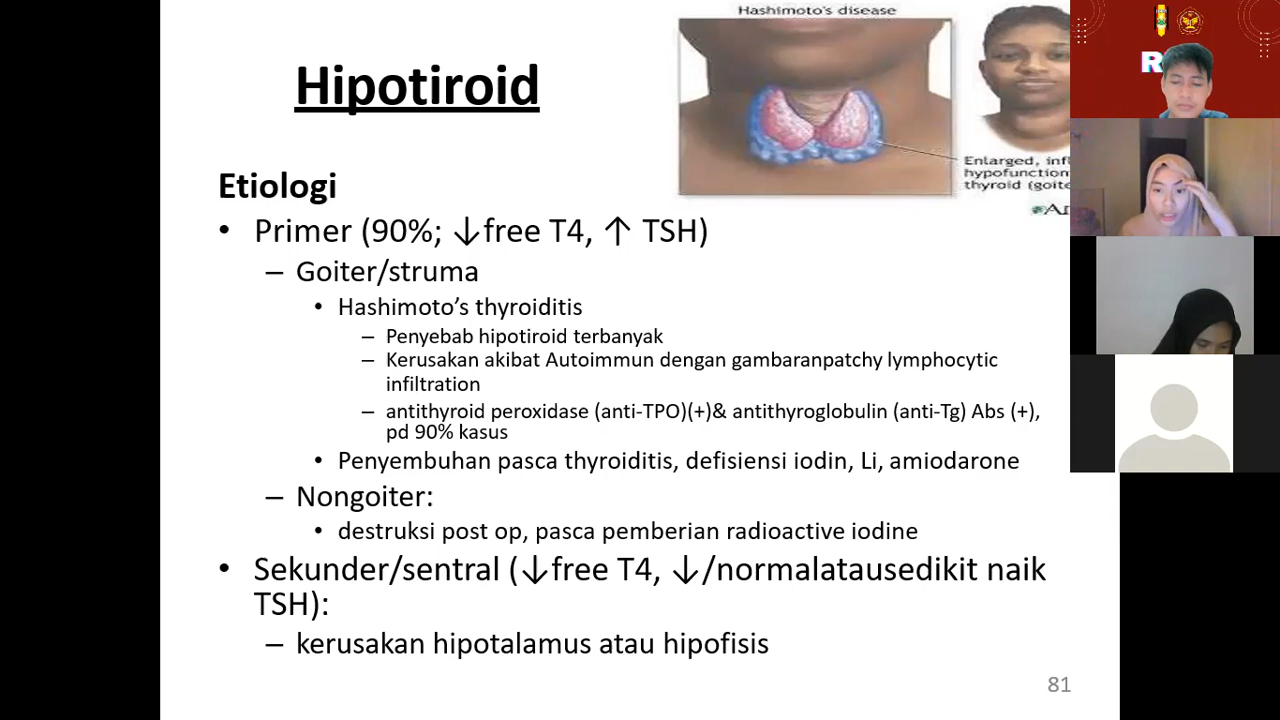 Hashimoto's disease
Hipotiroid
Enlarged, infl
hypofunction
thyroid (goite
Etiologi
• Primer (90%; ↓free T4, ↑ TSH)
– Goiter/struma
• Hashimoto's thyroiditis
– Penyebab hipotiroid terbanyak
– Kerusakan akibat Autoimmun dengan gambaranpatchy lymphocytic
infiltration
– antithyroid peroxidase (anti-TPO)(+)& antithyroglobulin (anti-Tg) Abs (+),
pd 90% kasus
• Penyembuhan pasca thyroiditis, defisiensi iodin, Li, amiodarone
– Nongoiter:
• destruksi post op, pasca pemberian radioactive iodine
• Sekunder/sentral (↓free T4, ↓/normalatausedikit naik
TSH):
– kerusakan hipotalamus atau hipofisis
81